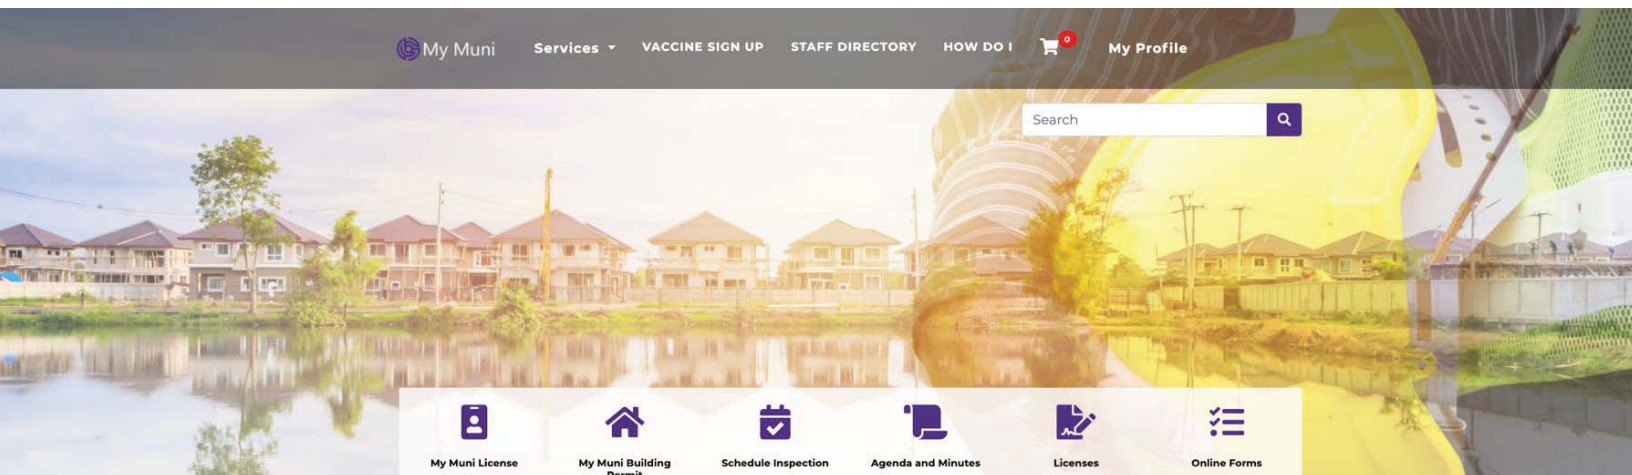 My Muni Services VACCINE SIGN UP STAFF DIRECTORY HOW DO I 0 My Profile
Search
My Muni License My Muni Building Schedule Inspection Agenda and Minutes Licenses Online Forms
Permit